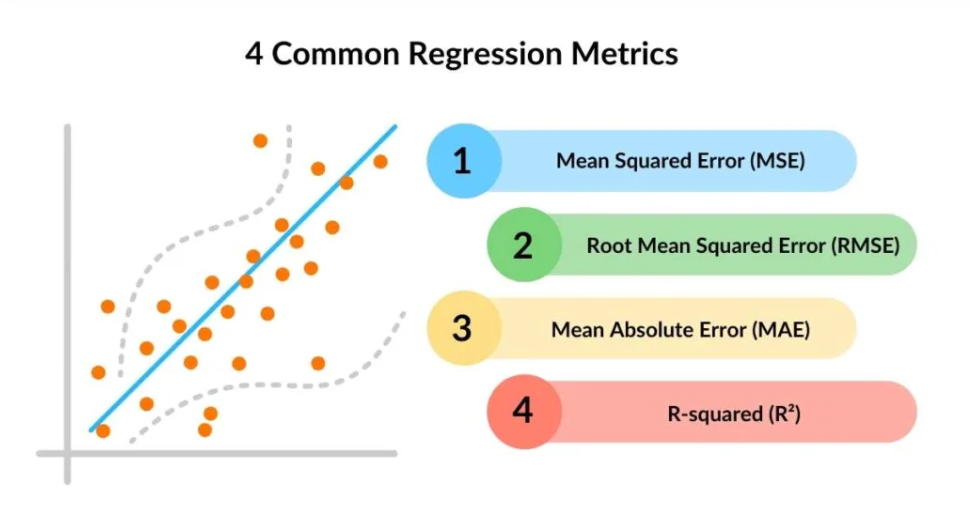 4 Common Regression Metrics
1 Mean Squared Error (MSE)
2 Root Mean Squared Error (RMSE)
3 Mean Absolute Error (MAE)
4 R-squared (R²)